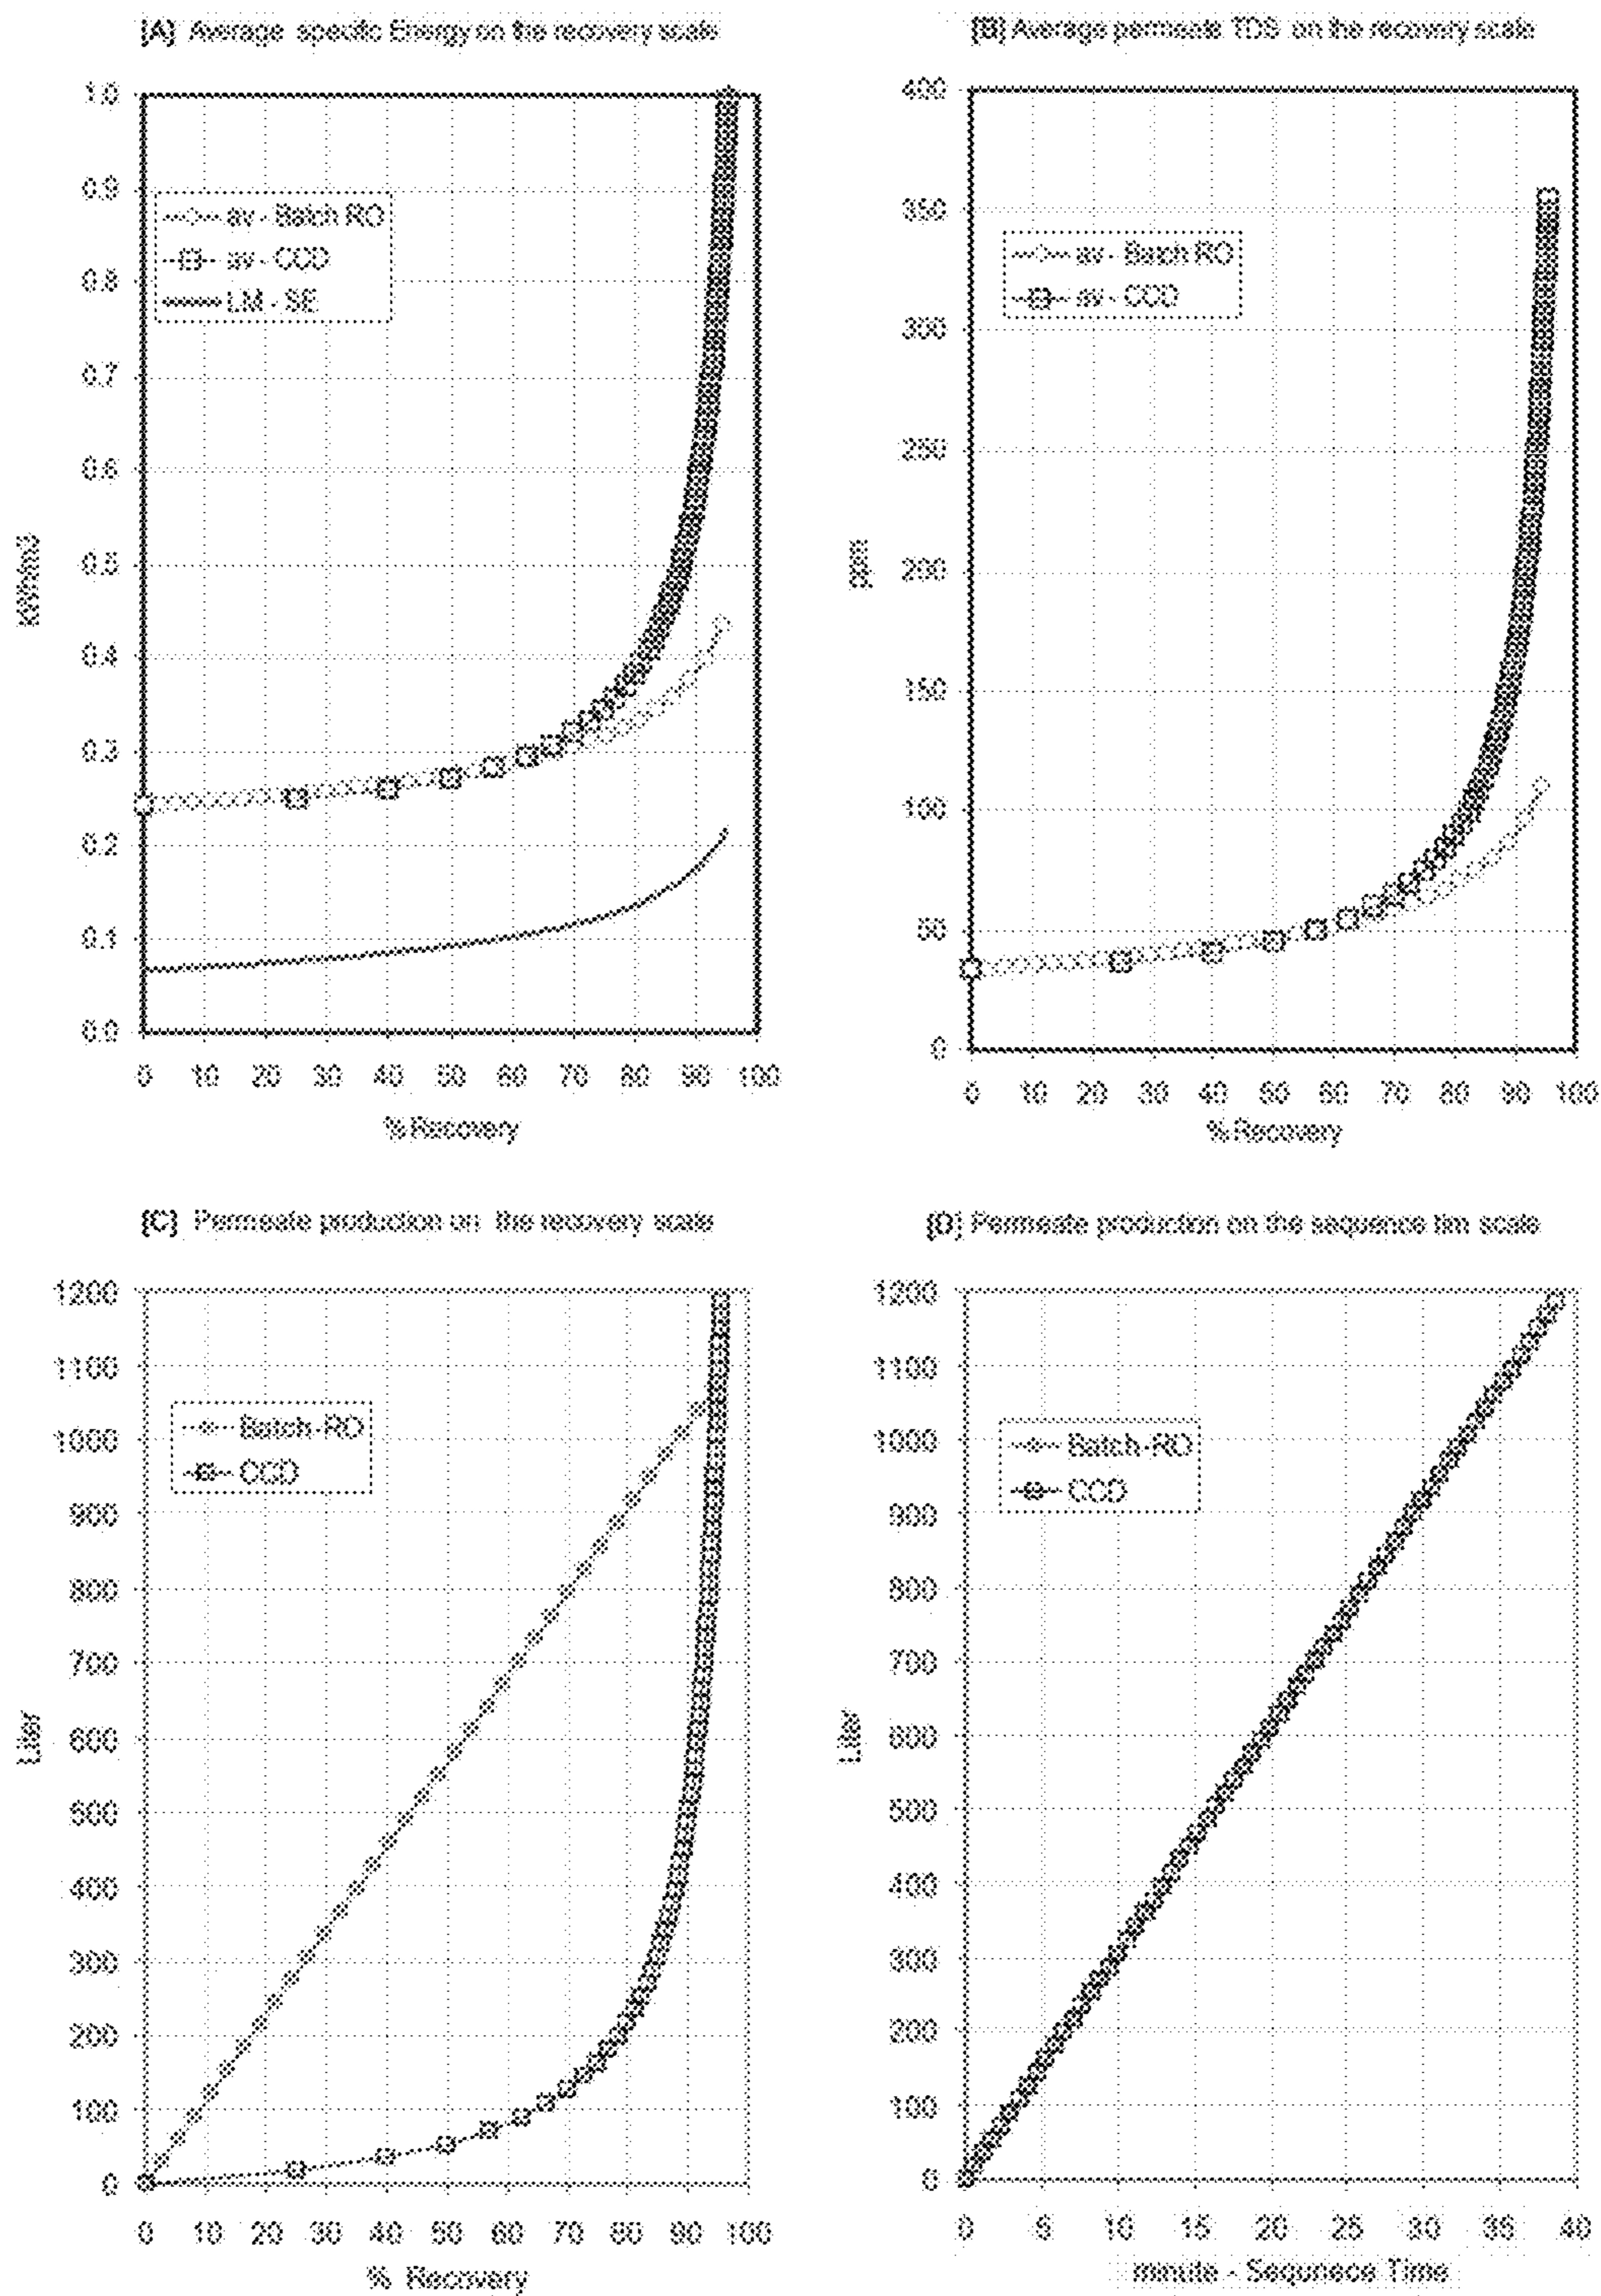 [A] Average specific Energy on the recovery scale
1.0
0.9
0.8
0.7
0.6
0.5
0.4
0.3
0.2
0.1
0.0
kWh/m3
av - Batch RO
av - CCD
LM - SE
0 10 20 30 40 50 60 70 80 90 100
% Recovery
[B] Average permeate TDS on the recovery scale
400
350
300
250
200
150
100
50
0
ppm
av - Batch RO
av - CCD
0 10 20 30 40 50 60 70 80 90 100
% Recovery
[C] Permeate production on the recovery scale
1200
1100
1000
900
800
700
600
500
400
300
200
100
0
Liter
Batch-RO
CCD
0 10 20 30 40 50 60 70 80 90 100
% Recovery
[D] Permeate production on the sequence tim scale
1200
1100
1000
900
800
700
600
500
400
300
200
100
0
Liter
Batch-RO
CCD
0 5 10 15 20 25 30 35 40
minute - Sequnece Time